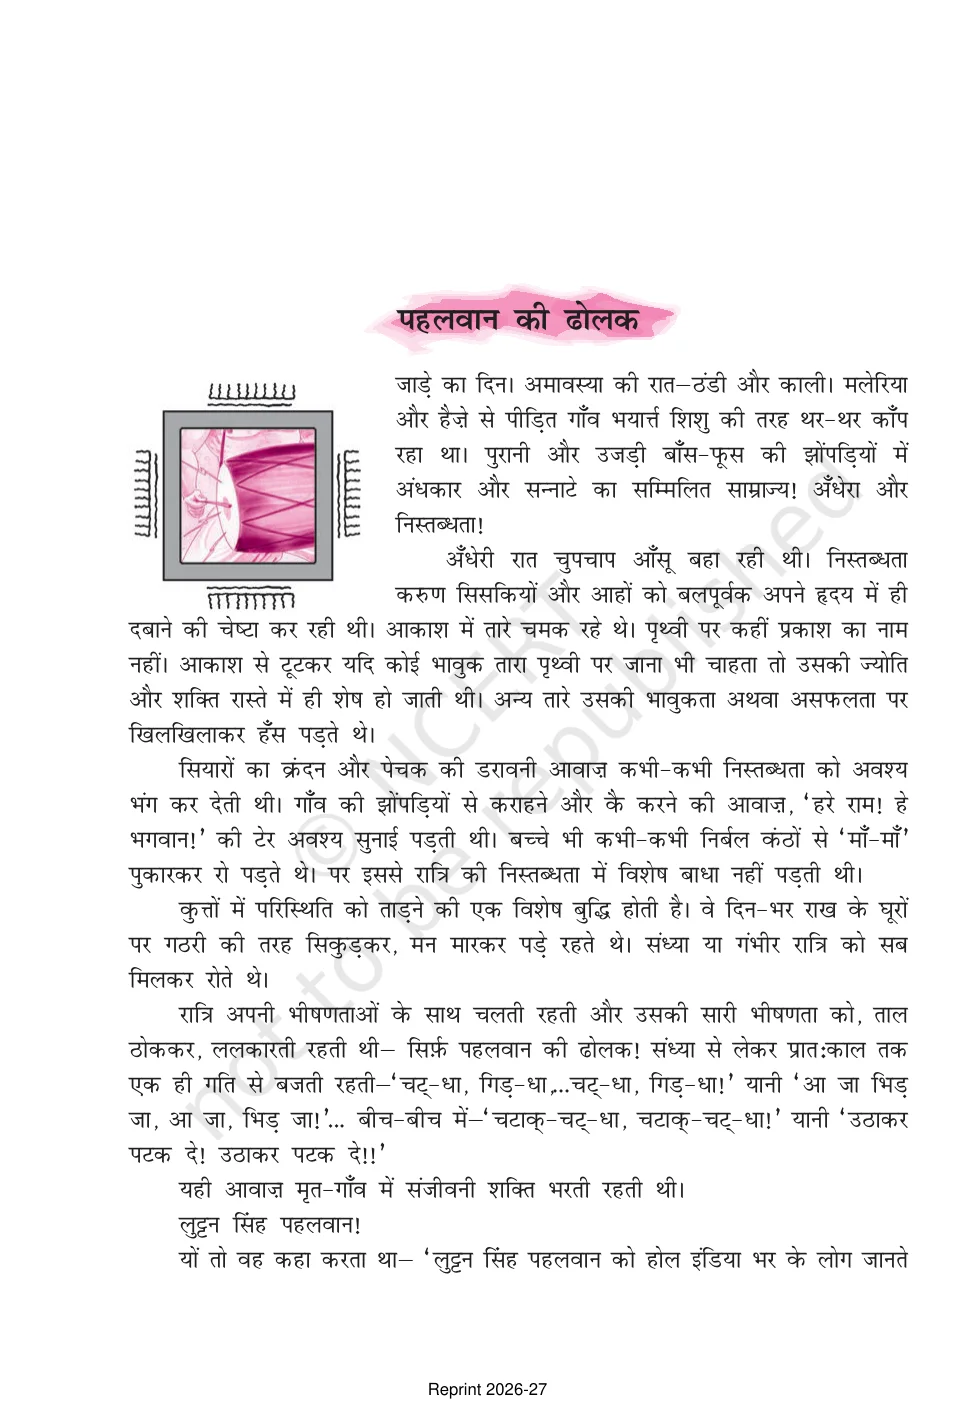 पहलवान की ढोलक
जाड़े का दिन। अमावस्या की रात–ठंडी और काली। मलेरिया
और हैज़े से पीड़ित गाँव भयार्त्त शिशु की तरह थर-थर काँप
रहा था। पुरानी और उजड़ी बाँस-फूस की झोंपड़ियों में
अंधकार और सन्नाटे का सम्मिलित साम्राज्य! अँधेरा और
निस्तब्धता!
अँधेरी रात चुपचाप आँसू बहा रही थी। निस्तब्धता
करुण सिसकियों और आहों को बलपूर्वक अपने हृदय में ही
दबाने की चेष्टा कर रही थी। आकाश में तारे चमक रहे थे। पृथ्वी पर कहीं प्रकाश का नाम
नहीं। आकाश से टूटकर यदि कोई भावुक तारा पृथ्वी पर जाना भी चाहता तो उसकी ज्योति
और शक्ति रास्ते में ही शेष हो जाती थी। अन्य तारे उसकी भावुकता अथवा असफलता पर
खिलखिलाकर हँस पड़ते थे।
सियारों का क्रंदन और पेचक की डरावनी आवाज़ कभी-कभी निस्तब्धता को अवश्य
भंग कर देती थी। गाँव की झोंपड़ियों से कराहने और कै करने की आवाज़, ‘हरे राम! हे
भगवान!’ की टेर अवश्य सुनाई पड़ती थी। बच्चे भी कभी-कभी निर्बल कंठों से ‘माँ-माँ’
पुकारकर रो पड़ते थे। पर इससे रात्रि की निस्तब्धता में विशेष बाधा नहीं पड़ती थी।
कुत्तों में परिस्थिति को ताड़ने की एक विशेष बुद्धि होती है। वे दिन-भर राख के घूरों
पर गठरी की तरह सिकुड़कर, मन मारकर पड़े रहते थे। संध्या या गंभीर रात्रि को सब
मिलकर रोते थे।
रात्रि अपनी भीषणताओं के साथ चलती रहती और उसकी सारी भीषणता को, ताल
ठोककर, ललकारती रहती थी– सिर्फ़ पहलवान की ढोलक! संध्या से लेकर प्रात:काल तक
एक ही गति से बजती रहती–‘चट्-धा, गिड़-धा,...चट्-धा, गिड़-धा!’ यानी ‘आ जा भिड़
जा, आ जा, भिड़ जा!’... बीच-बीच में–‘चटाक्-चट्-धा, चटाक्-चट्-धा!’ यानी ‘उठाकर
पटक दे! उठाकर पटक दे!!’
यही आवाज़ मृत-गाँव में संजीवनी शक्ति भरती रहती थी।
लुट्टन सिंह पहलवान!
यों तो वह कहा करता था– ‘लुट्टन सिंह पहलवान को होल इंडिया भर के लोग जानते
© NCERT
not to be republished
Reprint 2026-27